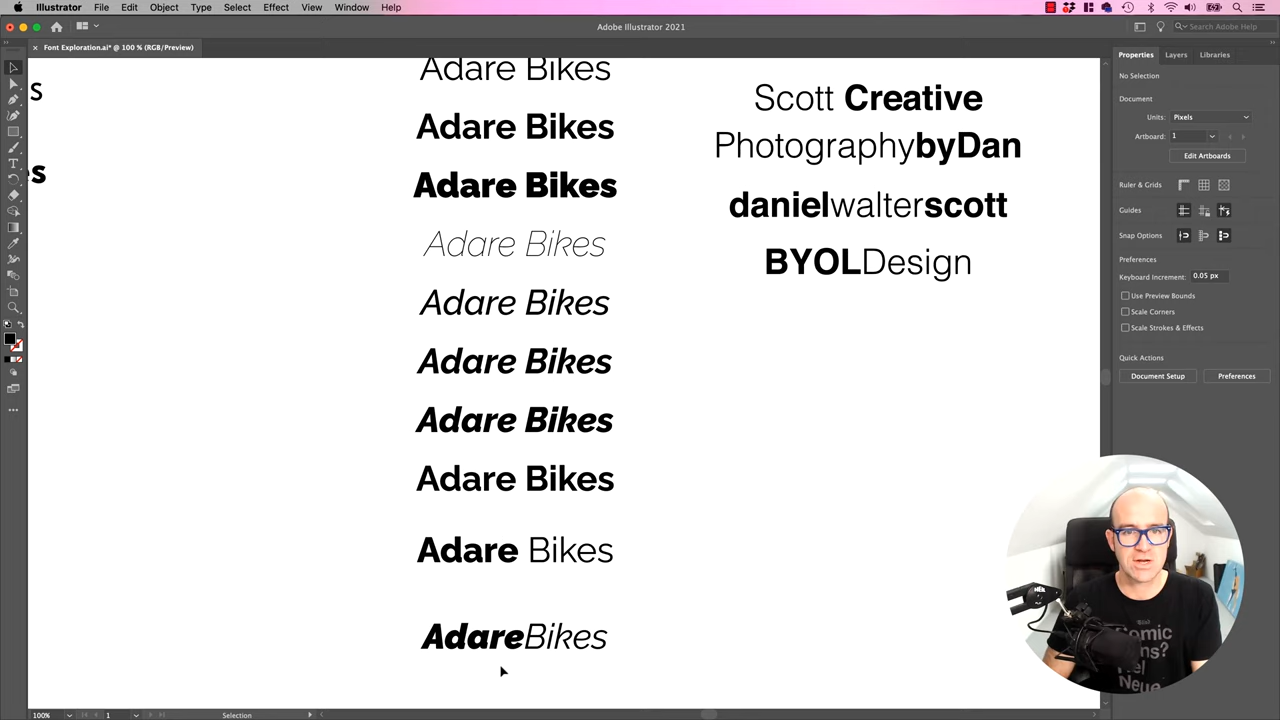 Illustrator File Edit Object Type Select Effect View Window Help
Adobe Illustrator 2021
Search Adobe Help
Font Exploration.ai* @ 100 % (RGB/Preview)
Properties Layers Libraries
No Selection
Document
Units: Pixels
Artboard: 1
Edit Artboards
Ruler & Grids
Guides
Snap Options
Preferences
Keyboard Increment: 0.05 px
Use Preview Bounds
Scale Corners
Scale Strokes & Effects
Quick Actions
Document Setup Preferences
s
es
Adare Bikes
Adare Bikes
Adare Bikes
Adare Bikes
Adare Bikes
Adare Bikes
Adare Bikes
Adare Bikes
Adare Bikes
AdareBikes
Scott Creative
PhotographybyDan
danielwalterscott
BYOLDesign
100% 1 Selection